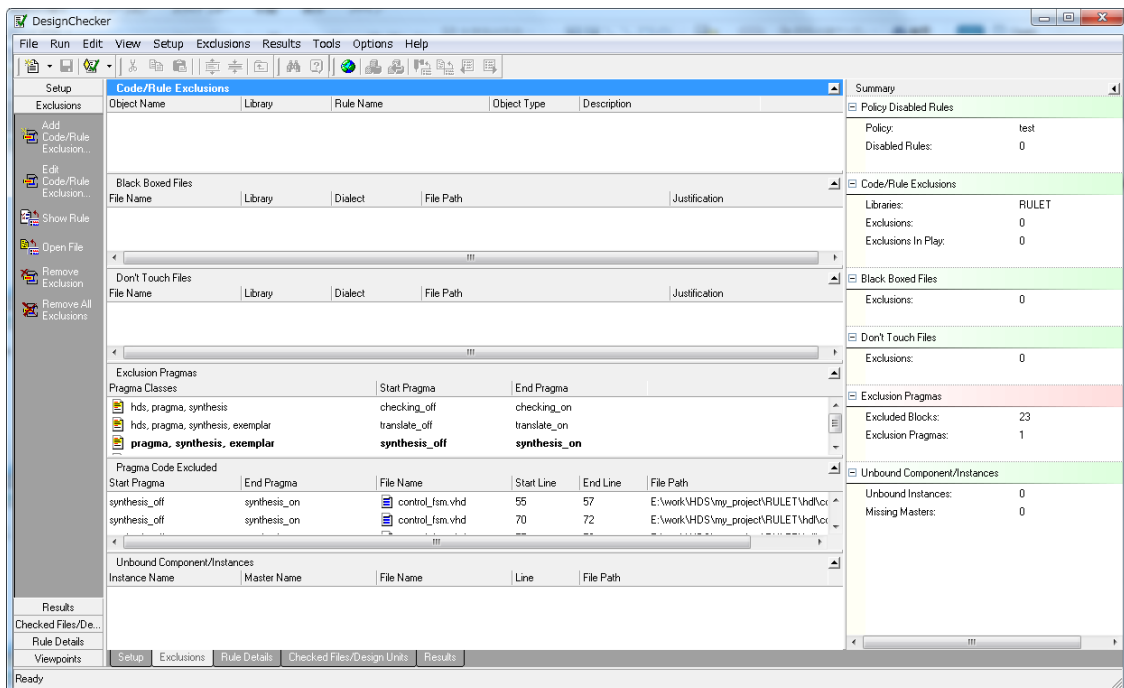 DesignChecker
File Run Edit View Setup Exclusions Results Tools Options Help
Setup
Exclusions
Add
Code/Rule
Exclusion...
Edit
Code/Rule
Exclusion...
Show Rule
Open File
Remove
Exclusion
Remove All
Exclusions
Results
Checked Files/De...
Rule Details
Viewpoints
Code/Rule Exclusions
Object Name Library Rule Name Object Type Description
Black Boxed Files
File Name Library Dialect File Path Justification
Don't Touch Files
File Name Library Dialect File Path Justification
Exclusion Pragmas
Pragma Classes Start Pragma End Pragma
hds, pragma, synthesis checking_off checking_on
hds, pragma, synthesis, exemplar translate_off translate_on
pragma, synthesis, exemplar synthesis_off synthesis_on
Pragma Code Excluded
Start Pragma End Pragma File Name Start Line End Line File Path
synthesis_off synthesis_on control_fsm.vhd 55 57 E:\work\HDS\my_project\RULET\hdl\co
synthesis_off synthesis_on control_fsm.vhd 70 72 E:\work\HDS\my_project\RULET\hdl\co
Unbound Component/Instances
Instance Name Master Name File Name Line File Path
Setup Exclusions Rule Details Checked Files/Design Units Results
Summary
Policy Disabled Rules
Policy: test
Disabled Rules: 0
Code/Rule Exclusions
Libraries: RULET
Exclusions: 0
Exclusions In Play: 0
Black Boxed Files
Exclusions: 0
Don't Touch Files
Exclusions: 0
Exclusion Pragmas
Excluded Blocks: 23
Exclusion Pragmas: 1
Unbound Component/Instances
Unbound Instances: 0
Missing Masters: 0
Ready